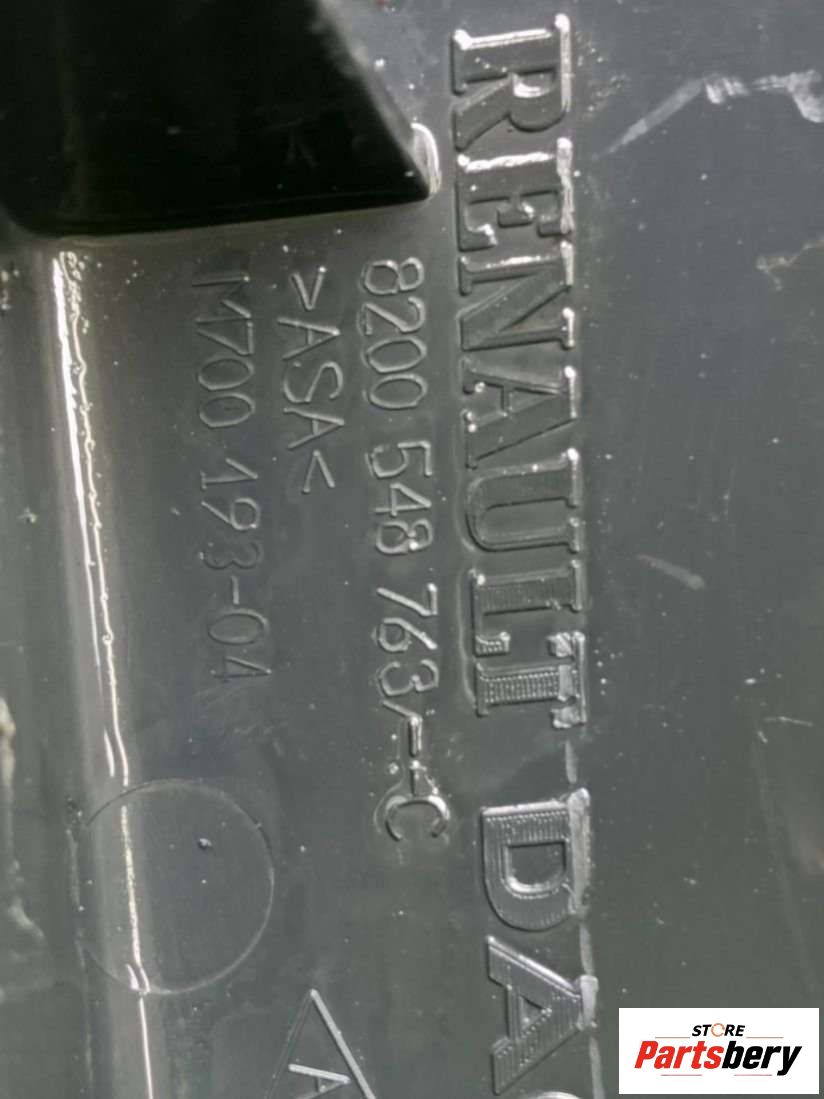 RENAULT DA
8200 548 763--C
>ASA<
M700 193-04
A
STORE
Partsbery